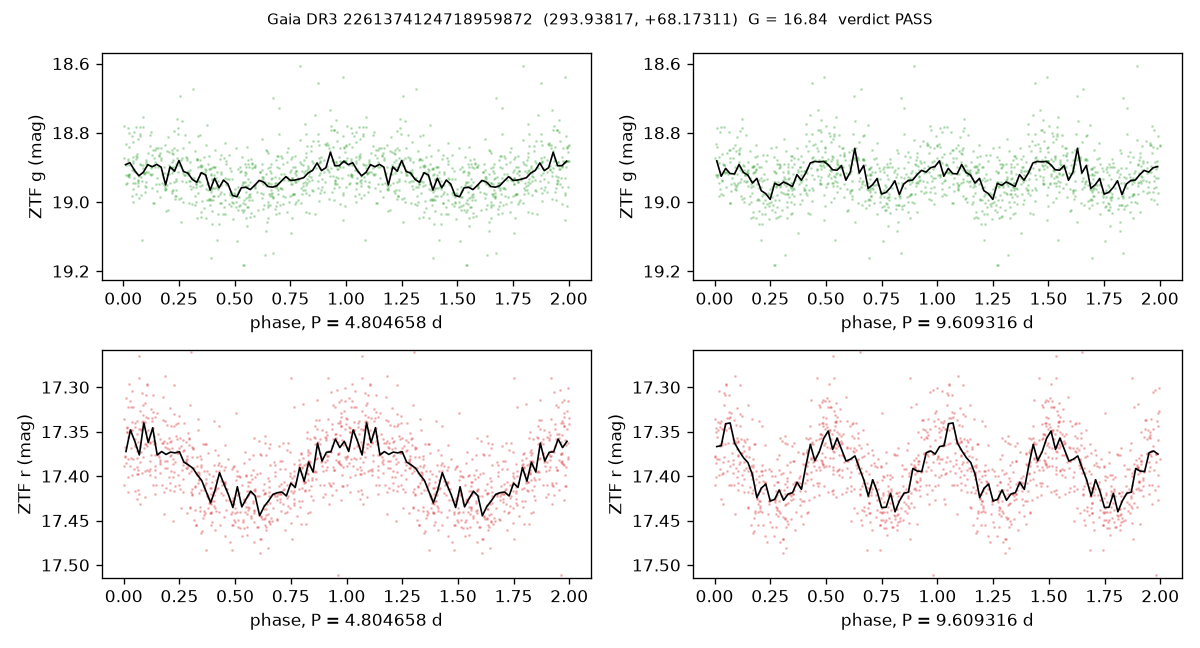 Gaia DR3 2261374124718959872 (293.93817, +68.17311) G = 16.84 verdict PASS
ZTF g (mag)
18.6
18.8
19.0
19.2
0.00 0.25 0.50 0.75 1.00 1.25 1.50 1.75 2.00
phase, P = 4.804658 d
ZTF g (mag)
18.6
18.8
19.0
19.2
0.00 0.25 0.50 0.75 1.00 1.25 1.50 1.75 2.00
phase, P = 9.609316 d
ZTF r (mag)
17.30
17.35
17.40
17.45
17.50
0.00 0.25 0.50 0.75 1.00 1.25 1.50 1.75 2.00
phase, P = 4.804658 d
ZTF r (mag)
17.30
17.35
17.40
17.45
17.50
0.00 0.25 0.50 0.75 1.00 1.25 1.50 1.75 2.00
phase, P = 9.609316 d